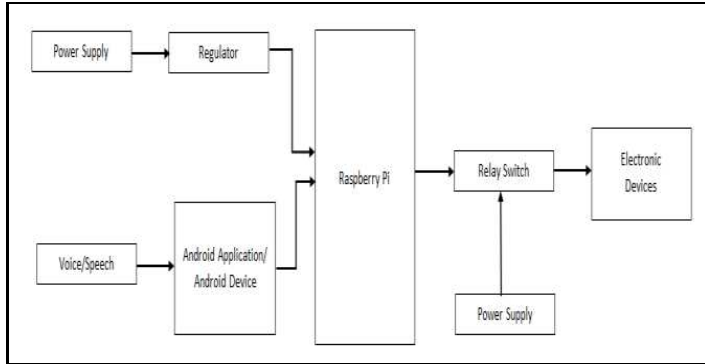 Power Supply
Regulator
Raspberry Pi
Relay Switch
Electronic
Devices
Voice/Speech
Android Application/
Android Device
Power Supply